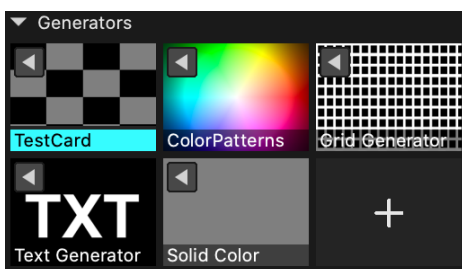 Generators
TestCard
ColorPatterns
Grid Generator
TXT
Text Generator
Solid Color